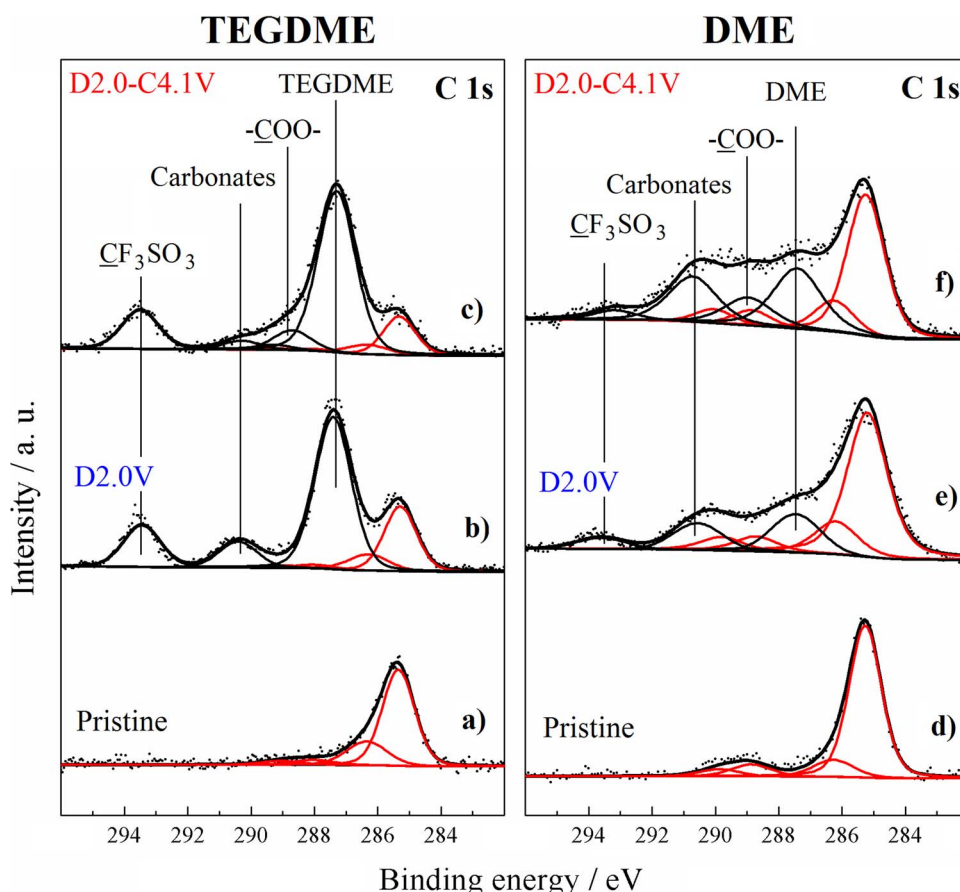 TEGDME
DME
D2.0-C4.1V
C 1s
TEGDME
-COO-
Carbonates
CF3SO3
c)
D2.0V
b)
Pristine
a)
294 292 290 288 286 284
D2.0-C4.1V
C 1s
DME
-COO-
Carbonates
CF3SO3
f)
D2.0V
e)
Pristine
d)
294 292 290 288 286 284
Intensity / a. u.
Binding energy / eV